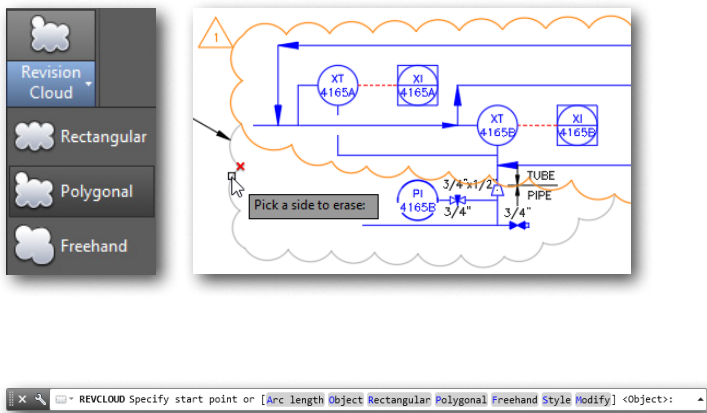 Revision
Cloud
Rectangular
Polygonal
Freehand
1
XT
4165A
XI
4165A
XT
4165B
XI
4165B
TUBE
PIPE
3/4"x1/2"
PI
4165B
3/4"
3/4"
Pick a side to erase:
REVCLOUD Specify start point or [Arc length Object Rectangular Polygonal Freehand Style Modify] <Object>: